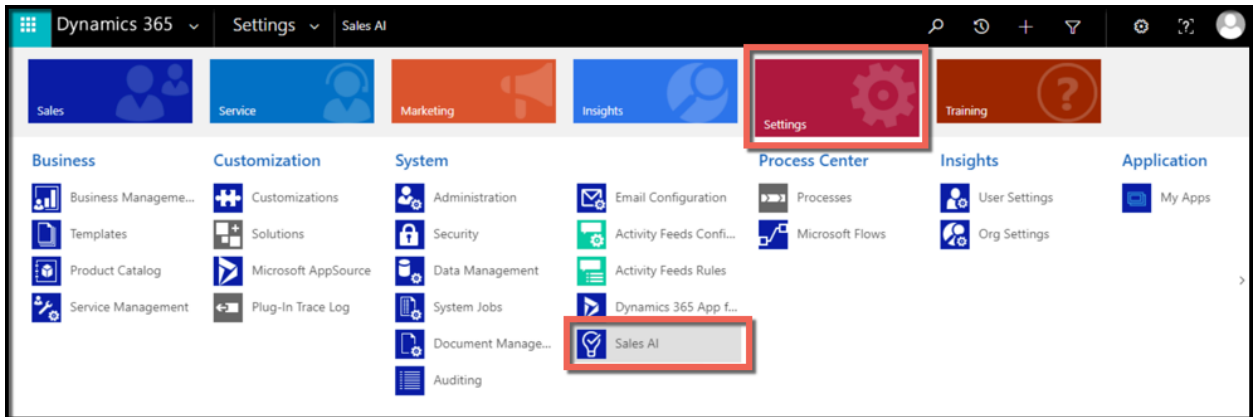 Dynamics 365 Settings Sales AI
Sales Service Marketing Insights Settings Training
Business Customization System Process Center Insights Application
Business Manageme... Customizations Administration Email Configuration Processes User Settings My Apps
Templates Solutions Security Activity Feeds Confi... Microsoft Flows Org Settings
Product Catalog Microsoft AppSource Data Management Activity Feeds Rules
Service Management Plug-In Trace Log System Jobs Dynamics 365 App f...
Document Manage... Sales AI
Auditing